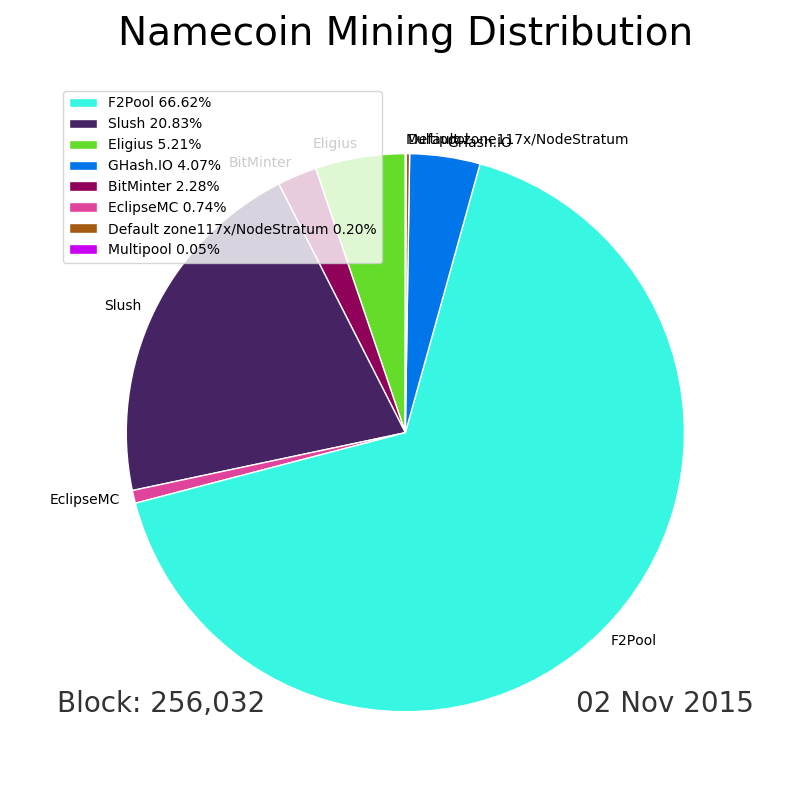 Namecoin Mining Distribution
F2Pool 66.62%
Slush 20.83%
Eligius 5.21%
GHash.IO 4.07%
BitMinter 2.28%
EclipseMC 0.74%
Default zone117x/NodeStratum 0.20%
Multipool 0.05%
Eligius
BitMinter
Multipool
Default zone117x/NodeStratum
GHash.IO
Slush
EclipseMC
F2Pool
Block: 256,032
02 Nov 2015